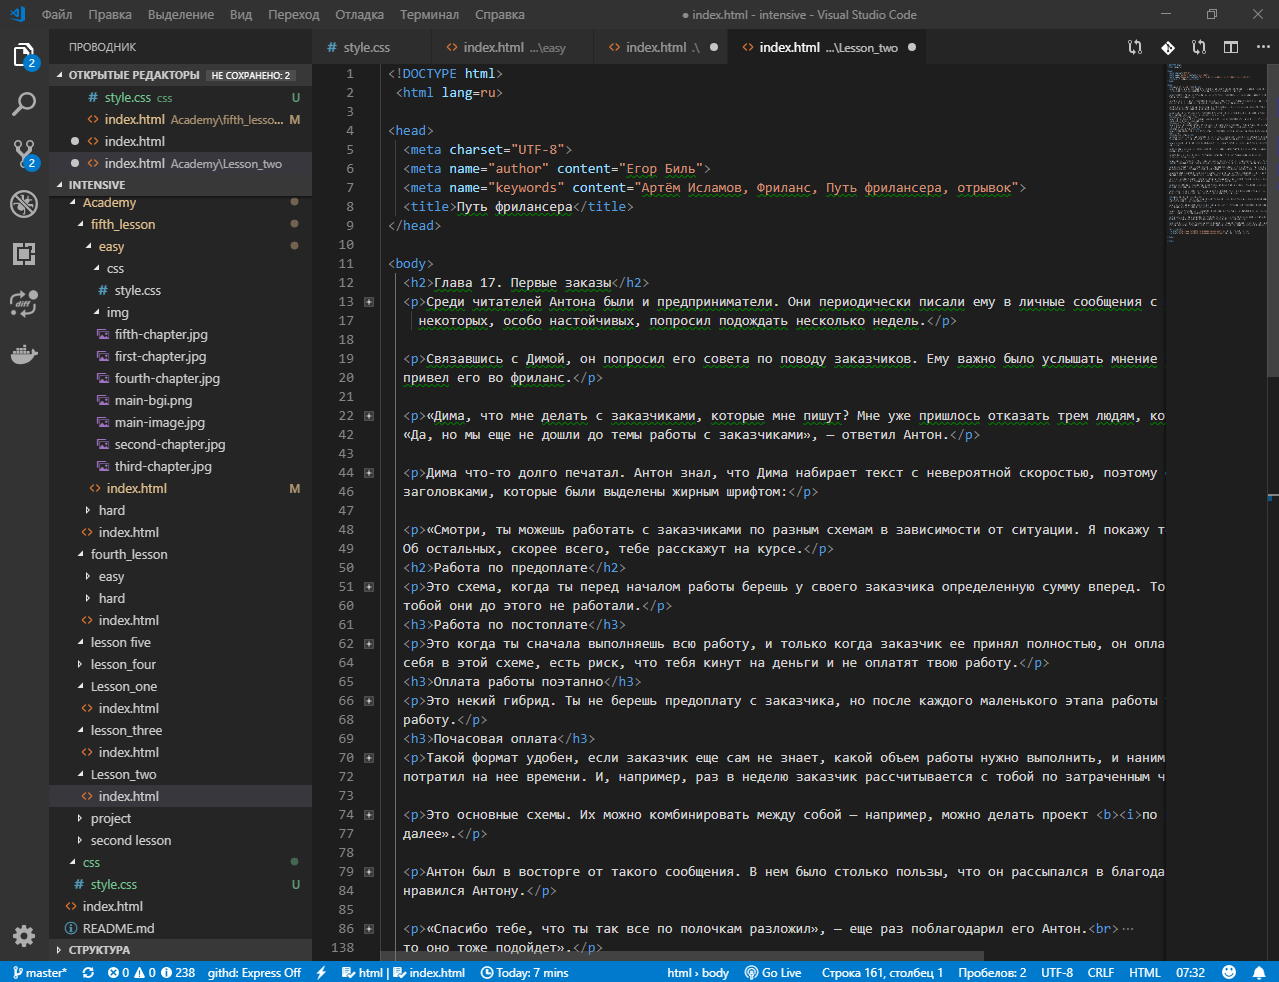 Файл Правка Выделение Вид Переход Отладка Терминал Справка ● index.html - intensive - Visual Studio Code
ПРОВОДНИК
ОТКРЫТЫЕ РЕДАКТОРЫ НЕ СОХРАНЕНО: 2
# style.css css U
<> index.html Academy\fifth_lesso... M
● <> index.html
● <> index.html Academy\Lesson_two
INTENSIVE
Academy
fifth_lesson
easy
css
# style.css
img
fifth-chapter.jpg
first-chapter.jpg
fourth-chapter.jpg
main-bgi.png
main-image.jpg
second-chapter.jpg
third-chapter.jpg
<> index.html M
hard
<> index.html
fourth_lesson
easy
hard
<> index.html
lesson five
lesson_four
Lesson_one
<> index.html
lesson_three
<> index.html
Lesson_two
<> index.html
project
second lesson
css
# style.css U
<> index.html
README.md
СТРУКТУРА
2
2
# style.css <> index.html ...\easy <> index.html .\ ● <> index.html ...\Lesson_two ●
1 <!DOCTYPE html>
2 <html lang=ru>
3
4 <head>
5 <meta charset="UTF-8">
6 <meta name="author" content="Егор Биль">
7 <meta name="keywords" content="Артём Исламов, Фриланс, Путь фрилансера, отрывок">
8 <title>Путь фрилансера</title>
9 </head>
10
11 <body>
12 <h2>Глава 17. Первые заказы</h2>
13 <p>Среди читателей Антона были и предприниматели. Они периодически писали ему в личные сообщения с
17 некоторых, особо настойчивых, попросил подождать несколько недель.</p>
18
19 <p>Связавшись с Димой, он попросил его совета по поводу заказчиков. Ему важно было услышать мнение
20 привел его во фриланс.</p>
21
22 <p>«Дима, что мне делать с заказчиками, которые мне пишут? Мне уже пришлось отказать трем людям, ко
42 «Да, но мы еще не дошли до темы работы с заказчиками», – ответил Антон.</p>
43
44 <p>Дима что-то долго печатал. Антон знал, что Дима набирает текст с невероятной скоростью, поэтому
46 заголовками, которые были выделены жирным шрифтом:</p>
47
48 <p>«Смотри, ты можешь работать с заказчиками по разным схемам в зависимости от ситуации. Я покажу т
49 Об остальных, скорее всего, тебе расскажут на курсе.</p>
50 <h2>Работа по предоплате</h2>
51 <p>Это схема, когда ты перед началом работы берешь у своего заказчика определенную сумму вперед. То
60 тобой они до этого не работали.</p>
61 <h3>Работа по постоплате</h3>
62 <p>Это когда ты сначала выполняешь всю работу, и только когда заказчик ее принял полностью, он опла
64 себя в этой схеме, есть риск, что тебя кинут на деньги и не оплатят твою работу.</p>
65 <h3>Оплата работы поэтапно</h3>
66 <p>Это некий гибрид. Ты не берешь предоплату с заказчика, но после каждого маленького этапа работы
68 работу.</p>
69 <h3>Почасовая оплата</h3>
70 <p>Такой формат удобен, если заказчик еще сам не знает, какой объем работы нужно выполнить, и наним
72 потратил на нее времени. И, например, раз в неделю заказчик рассчитывается с тобой по затраченным ч
73
74 <p>Это основные схемы. Их можно комбинировать между собой – например, можно делать проект <b><i>по
77 далее».</p>
78
79 <p>Антон был в восторге от такого сообщения. В нем было столько пользы, что он рассыпался в благода
84 нравился Антону.</p>
85
86 <p>«Спасибо тебе, что ты так все по полочкам разложил», – еще раз поблагодарил его Антон.<br>⋯
138 то оно тоже подойдет».</p>
master* 0 0 238 githd: Express Off html | index.html Today: 7 mins html › body Go Live Строка 161, столбец 1 Пробелов: 2 UTF-8 CRLF HTML 07:32